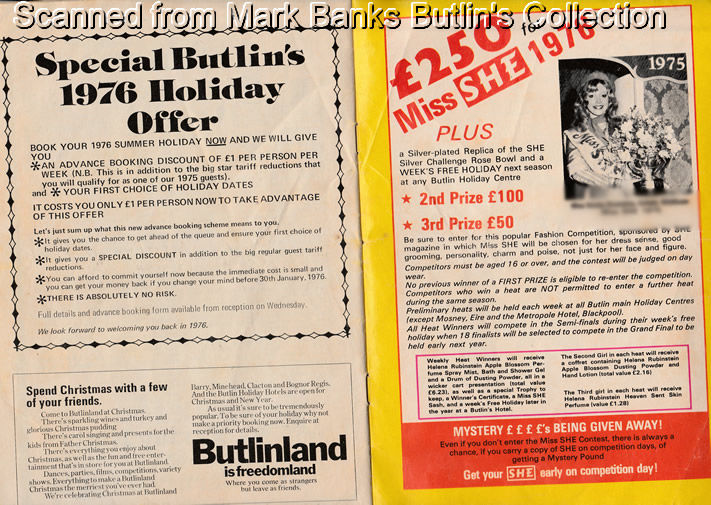 Scanned from Mark Banks Butlin's Collection
Special Butlin's
1976 Holiday
Offer
BOOK YOUR 1976 SUMMER HOLIDAY NOW AND WE WILL GIVE
YOU
*AN ADVANCE BOOKING DISCOUNT OF £1 PER PERSON PER
WEEK (N.B. This is in addition to the big star tariff reductions that
you will qualify for as one of our 1975 guests).
and *YOUR FIRST CHOICE OF HOLIDAY DATES
IT COSTS YOU ONLY £1 PER PERSON NOW TO TAKE ADVANTAGE
OF THIS OFFER
Let's just sum up what this new advance booking scheme means to you.
*It gives you the chance to get ahead of the queue and ensure your first choice of
holiday dates.
*It gives you a SPECIAL DISCOUNT in addition to the big regular guest tariff
reductions.
*You can afford to commit yourself now because the immediate cost is small and
you can get your money back if you change your mind before 30th January, 1976.
*THERE IS ABSOLUTELY NO RISK.
Full details and advance booking form available from reception on Wednesday.
We look forward to welcoming you back in 1976.
Spend Christmas with a few
of your friends.
Come to Butlinland at Christmas.
There's sparkling wines and turkey and
glorious Christmas pudding
There's carol singing and presents for the
kids from Father Christmas.
There's everything you enjoy about
Christmas, as well as the fun and free enter-
tainment that's in store for you at Butlinland.
Dances, parties, films, competitions, variety
shows. Everything to make a Butlinland
Christmas the merriest you've ever had.
We're celebrating Christmas at Butlinland
Barry, Minehead, Clacton and Bognor Regis.
And the Butlin Holiday Hotels are open for
Christmas and New Year.
As usual it's sure to be tremendously
popular. To be sure of your holiday why not
make a priority booking now. Enquire at
reception for details.
Butlinland
is freedomland
Where you come as strangers
but leave as friends.
£250 for
Miss SHE 1976
1975
Miss
PLUS
a Silver-plated Replica of the SHE
Silver Challenge Rose Bowl and a
WEEK'S FREE HOLIDAY next season
at any Butlin Holiday Centre
★ 2nd Prize £100
★ 3rd Prize £50
Be sure to enter for this popular Fashion Competition, sponsored by SHE
magazine in which Miss SHE will be chosen for her dress sense, good
grooming, personality, charm and poise, not just for her face and figure.
Competitors must be aged 16 or over, and the contest will be judged on day
wear.
No previous winner of a FIRST PRIZE is eligible to re-enter the competition.
Competitors who win a heat are NOT permitted to enter a further heat
during the same season.
Preliminary heats will be held each week at all Butlin main Holiday Centres
(except Mosney, Eire and the Metropole Hotel, Blackpool).
All Heat Winners will compete in the Semi-finals during their week's free
holiday when 18 finalists will be selected to compete in the Grand Final to be
held early next year.
Weekly Heat Winners will receive
Helena Rubinstein Apple Blossom Per-
fume Spray Mist, Bath and Shower Gel
and a Drum of Dusting Powder, all in a
wicker cart presentation (total value
£6.23), as well as a special Trophy to
keep, a Winner's Certificate, a Miss SHE
Sash, and a week's Free Holiday later in
the year at a Butlin's Hotel.
The Second Girl in each heat will receive
a coffret containing Helena Rubinstein
Apple Blossom Dusting Powder and
Hand Lotion (total value £2.16)
The Third girl in each heat will receive
Helena Rubinstein Heaven Sent Skin
Perfume (value £1.28)
MYSTERY £ £ £ £'s BEING GIVEN AWAY!
Even if you don't enter the Miss SHE Contest, there is always a
chance, if you carry a copy of SHE on competition days, of
getting a Mystery Pound
Get your SHE early on competition day!